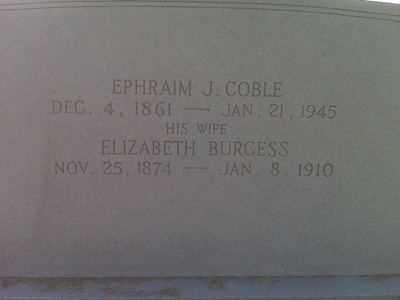 EPHRAIM J. COBLE
DEC. 4, 1861 — JAN. 21, 1945
HIS WIFE
ELIZABETH BURGESS
NOV. 25, 1874 — JAN. 8, 1910